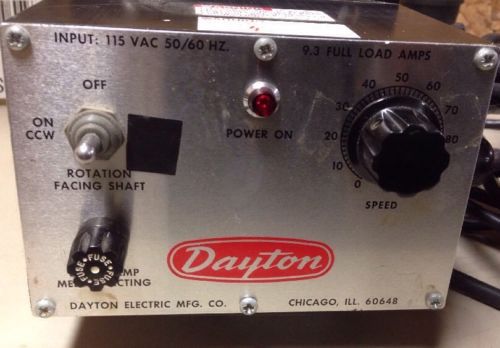 INPUT: 115 VAC 50/60 HZ.
9.3 FULL LOAD AMPS
OFF
ON
CCW
ROTATION
FACING SHAFT
POWER ON
0
10
20
30
40
50
60
70
80
SPEED
FUSE FUSE FUSE
Dayton
DAYTON ELECTRIC MFG. CO.
CHICAGO, ILL. 60648